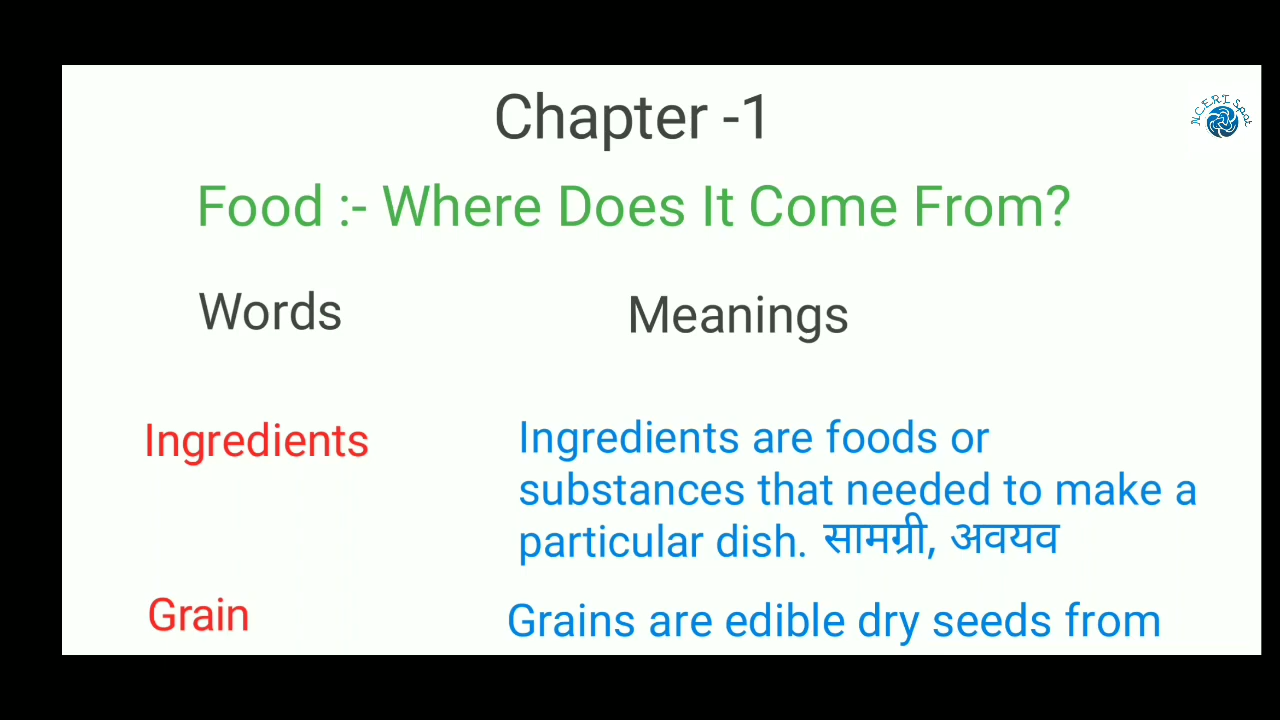 Chapter -1
N.C.E.R.T Spot
Food :- Where Does It Come From?
Words Meanings
Ingredients Ingredients are foods or
substances that needed to make a
particular dish. सामग्री, अवयव
Grain Grains are edible dry seeds from